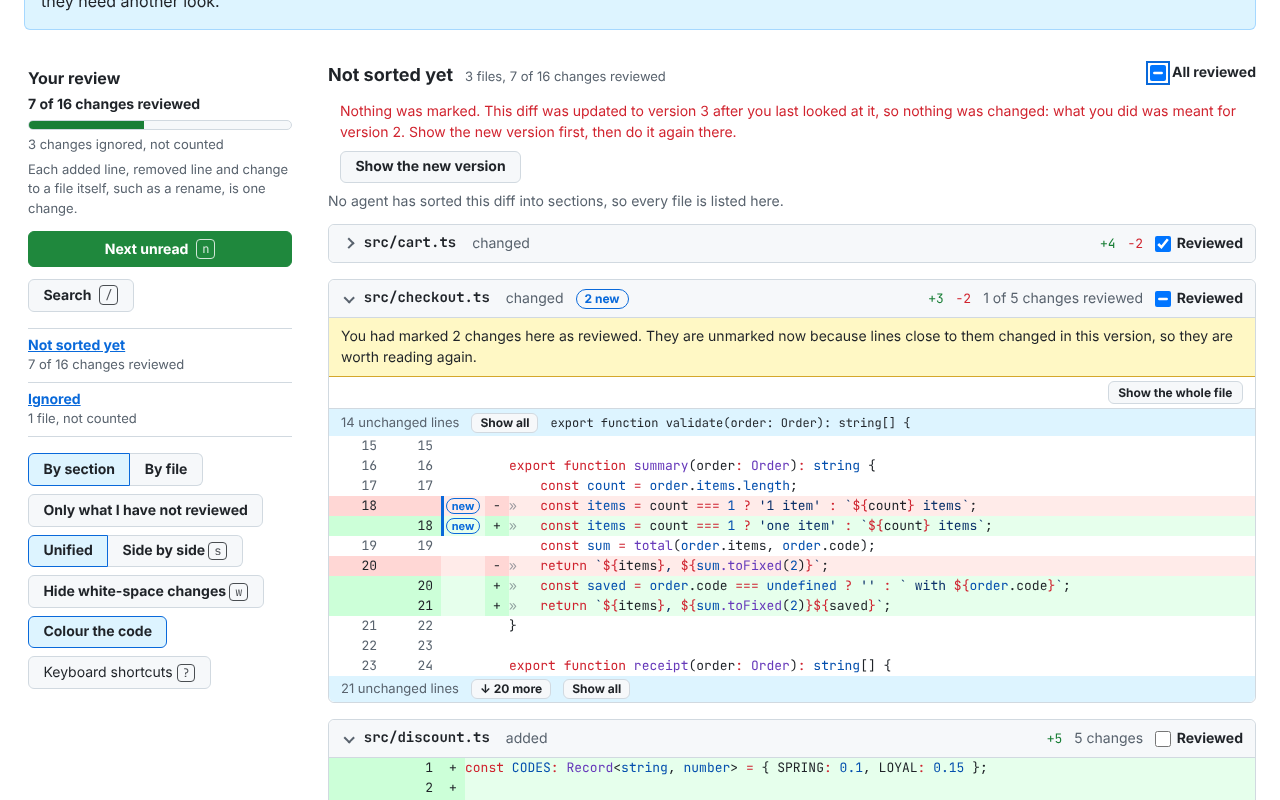 they need another look.
Your review
7 of 16 changes reviewed
3 changes ignored, not counted
Each added line, removed line and change
to a file itself, such as a rename, is one
change.
Next unread n
Search /
Not sorted yet
7 of 16 changes reviewed
Ignored
1 file, not counted
By section By file
Only what I have not reviewed
Unified Side by side s
Hide white-space changes w
Colour the code
Keyboard shortcuts ?
Not sorted yet 3 files, 7 of 16 changes reviewed All reviewed
Nothing was marked. This diff was updated to version 3 after you last looked at it, so nothing was changed: what you did was meant for
version 2. Show the new version first, then do it again there.
Show the new version
No agent has sorted this diff into sections, so every file is listed here.
src/cart.ts changed +4 -2 Reviewed
src/checkout.ts changed 2 new +3 -2 1 of 5 changes reviewed Reviewed
You had marked 2 changes here as reviewed. They are unmarked now because lines close to them changed in this version, so they are
worth reading again.
Show the whole file
14 unchanged lines Show all export function validate(order: Order): string[] {
15 15
16 16 export function summary(order: Order): string {
17 17 const count = order.items.length;
18 new - » const items = count === 1 ? '1 item' : `${count} items`;
18 new + » const items = count === 1 ? 'one item' : `${count} items`;
19 19 const sum = total(order.items, order.code);
20 - » return `${items}, ${sum.toFixed(2)}`;
20 + » const saved = order.code === undefined ? '' : ` with ${order.code}`;
21 + » return `${items}, ${sum.toFixed(2)}${saved}`;
21 22 }
22 23
23 24 export function receipt(order: Order): string[] {
21 unchanged lines ↓ 20 more Show all
src/discount.ts added +5 5 changes Reviewed
1 + const CODES: Record<string, number> = { SPRING: 0.1, LOYAL: 0.15 };
2 +